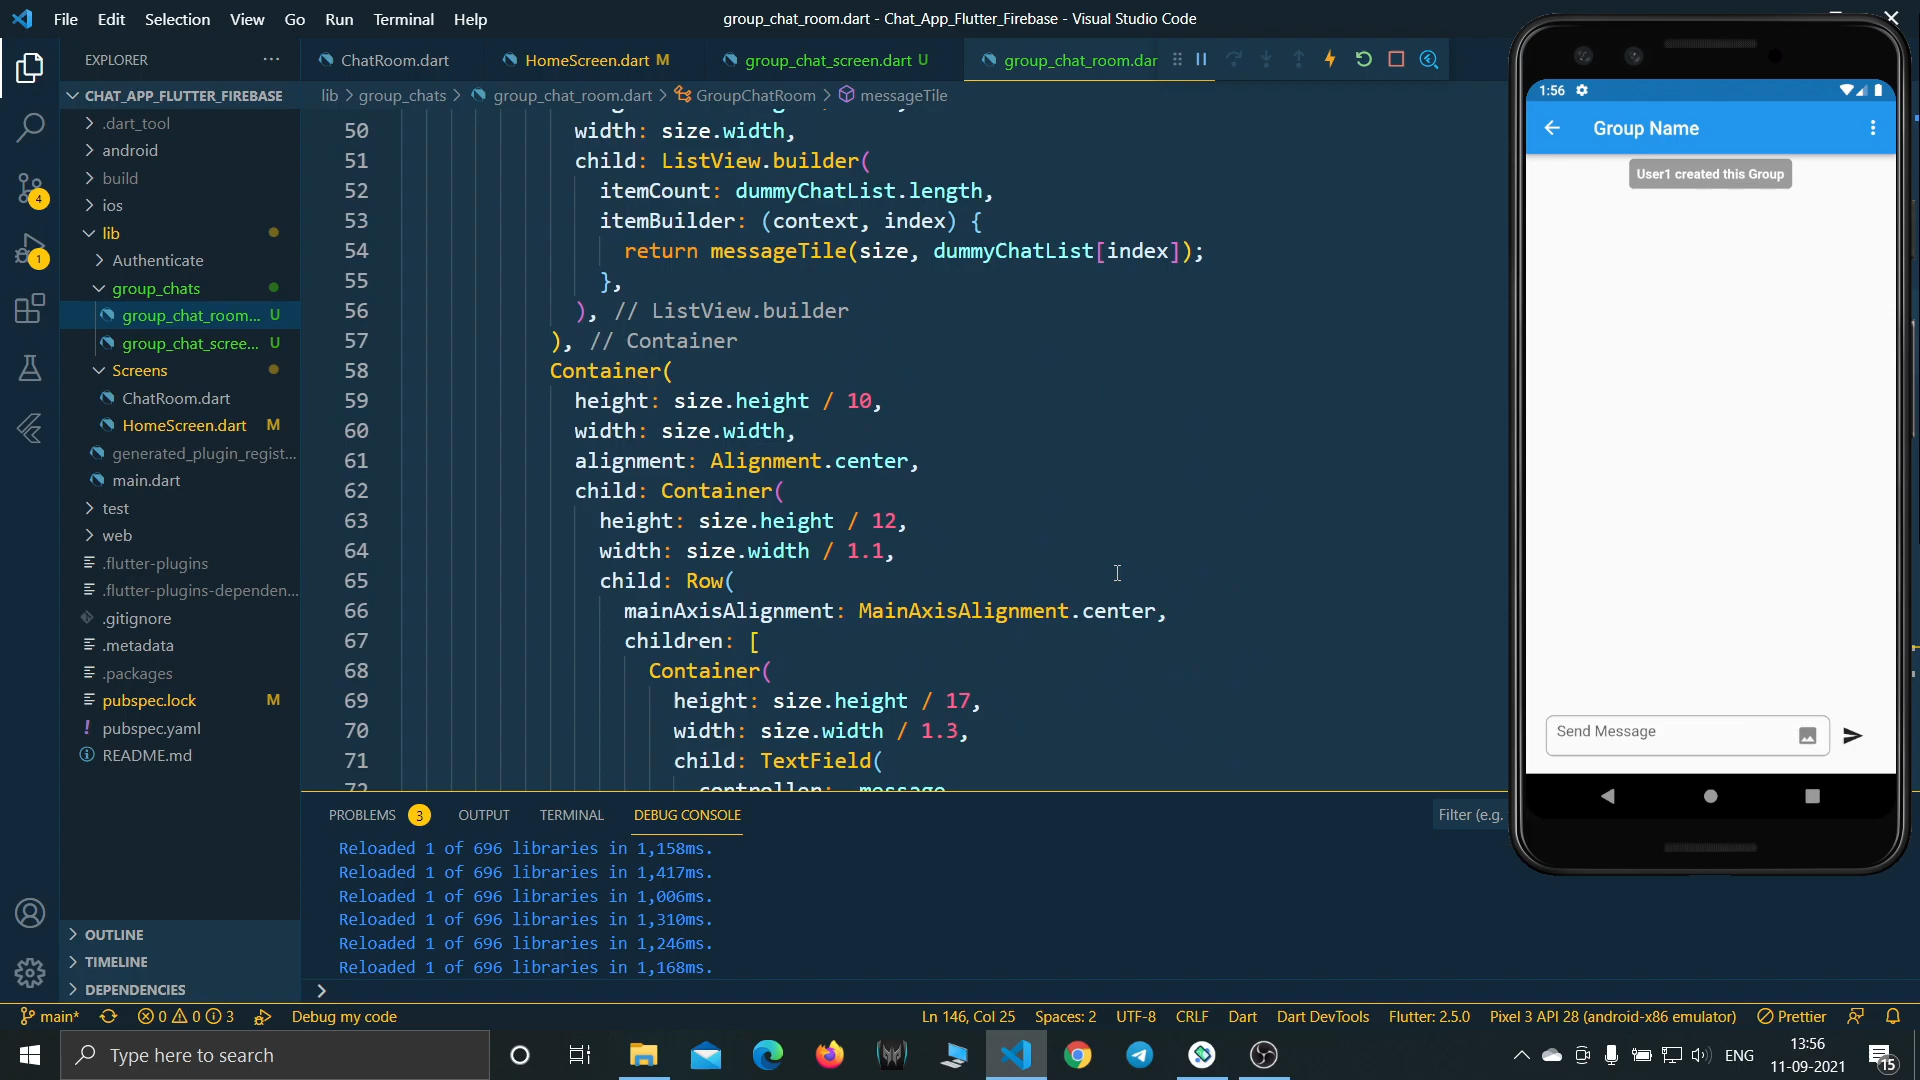 File Edit Selection View Go Run Terminal Help
group_chat_room.dart - Chat_App_Flutter_Firebase - Visual Studio Code
EXPLORER
ChatRoom.dart
HomeScreen.dart M
group_chat_screen.dart U
group_chat_room.dar
CHAT_APP_FLUTTER_FIREBASE
.dart_tool
android
build
ios
lib
Authenticate
group_chats
group_chat_room... U
group_chat_scree... U
Screens
ChatRoom.dart
HomeScreen.dart M
generated_plugin_regist...
main.dart
test
web
.flutter-plugins
.flutter-plugins-dependen...
.gitignore
.metadata
.packages
pubspec.lock M
! pubspec.yaml
README.md
OUTLINE
TIMELINE
DEPENDENCIES
4
1
lib > group_chats > group_chat_room.dart > GroupChatRoom > messageTile
50 width: size.width,
51 child: ListView.builder(
52 itemCount: dummyChatList.length,
53 itemBuilder: (context, index) {
54 return messageTile(size, dummyChatList[index]);
55 },
56 ), // ListView.builder
57 ), // Container
58 Container(
59 height: size.height / 10,
60 width: size.width,
61 alignment: Alignment.center,
62 child: Container(
63 height: size.height / 12,
64 width: size.width / 1.1,
65 child: Row(
66 mainAxisAlignment: MainAxisAlignment.center,
67 children: [
68 Container(
69 height: size.height / 17,
70 width: size.width / 1.3,
71 child: TextField(
72 controller: _message,
PROBLEMS 3 OUTPUT TERMINAL DEBUG CONSOLE
Filter (e.g.
Reloaded 1 of 696 libraries in 1,158ms.
Reloaded 1 of 696 libraries in 1,417ms.
Reloaded 1 of 696 libraries in 1,006ms.
Reloaded 1 of 696 libraries in 1,310ms.
Reloaded 1 of 696 libraries in 1,246ms.
Reloaded 1 of 696 libraries in 1,168ms.
1:56
Group Name
User1 created this Group
Send Message
main* 0 0 3 Debug my code
Ln 146, Col 25 Spaces: 2 UTF-8 CRLF Dart Dart DevTools Flutter: 2.5.0 Pixel 3 API 28 (android-x86 emulator) Prettier
Type here to search
ENG
13:56
11-09-2021
15